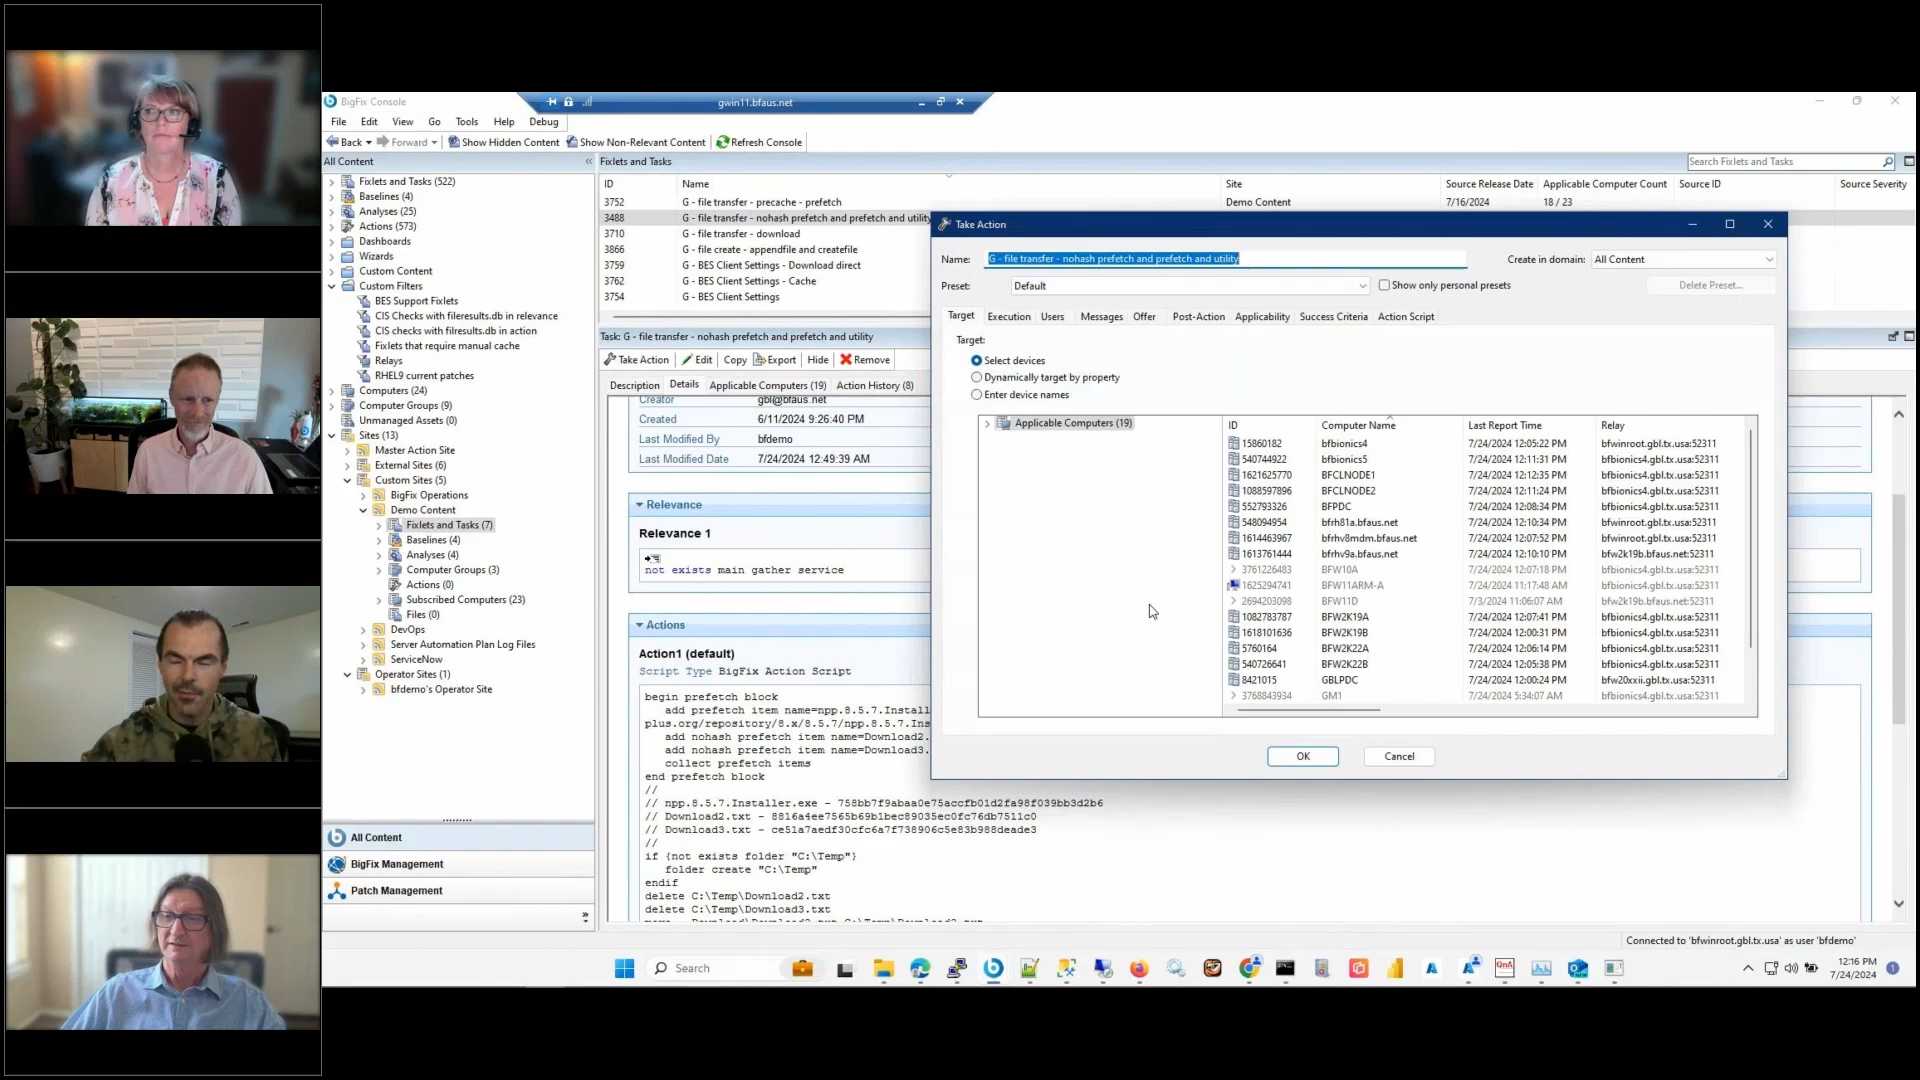 BigFix Console
gwin11.bfaus.net
File Edit View Go Tools Help Debug
Back Forward Show Hidden Content Show Non-Relevant Content Refresh Console
All Content
«
Fixlets and Tasks (522)
Baselines (4)
Analyses (25)
Actions (573)
Dashboards
Wizards
Custom Content
Custom Filters
BES Support Fixlets
CIS Checks with fileresults.db in relevance
CIS checks with filresults.db in action
Fixlets that require manual cache
Relays
RHEL9 current patches
Computers (24)
Computer Groups (9)
Unmanaged Assets (0)
Sites (13)
Master Action Site
External Sites (6)
Custom Sites (5)
BigFix Operations
Demo Content
Fixlets and Tasks (7)
Baselines (4)
Analyses (4)
Computer Groups (3)
Actions (0)
Subscribed Computers (23)
Files (0)
DevOps
Server Automation Plan Log Files
ServiceNow
Operator Sites (1)
bfdemo's Operator Site
All Content
BigFix Management
Patch Management
»
Fixlets and Tasks
Search Fixlets and Tasks
ID Name Site Source Release Date Applicable Computer Count Source ID Source Severity
3752 G - file transfer - precache - prefetch Demo Content 7/16/2024 18 / 23
3488 G - file transfer - nohash prefetch and prefetch and utility
3710 G - file transfer - download
3866 G - file create - appendfile and createfile
3759 G - BES Client Settings - Download direct
3762 G - BES Client Settings - Cache
3754 G - BES Client Settings
Task: G - file transfer - nohash prefetch and prefetch and utility
Take Action Edit Copy Export Hide Remove
Description Details Applicable Computers (19) Action History (8)
Creator gbl@bfaus.net
Created 6/11/2024 9:26:40 PM
Last Modified By bfdemo
Last Modified Date 7/24/2024 12:49:39 AM
Relevance
Relevance 1
not exists main gather service
Actions
Action1 (default)
Script Type BigFix Action Script
begin prefetch block
add prefetch item name=npp.8.5.7.Install
plus.org/repository/8.x/8.5.7/npp.8.5.7.Ins
add nohash prefetch item name=Download2.
add nohash prefetch item name=Download3.
collect prefetch items
end prefetch block
//
// npp.8.5.7.Installer.exe - 758bb7f9abaa0e75accfb01d2fa98f039bb3d2b6
// Download2.txt - 8816a4ee7565b69b1bec89035ec0fc76db7511c0
// Download3.txt - ce51a7aedf30cfc6a7f738906c5e83b988deade3
//
if {not exists folder "C:\Temp"}
folder create "C:\Temp"
endif
delete C:\Temp\Download2.txt
delete C:\Temp\Download3.txt
Take Action
Name: G - file transfer - nohash prefetch and prefetch and utility Create in domain: All Content
Preset: Default Show only personal presets Delete Preset...
Target Execution Users Messages Offer Post-Action Applicability Success Criteria Action Script
Target:
Select devices
Dynamically target by property
Enter device names
Applicable Computers (19)
ID Computer Name Last Report Time Relay
15860182 bfbionics4 7/24/2024 12:05:22 PM bfwinroot.gbl.tx.usa:52311
540744922 bfbionics5 7/24/2024 12:11:31 PM bfbionics4.gbl.tx.usa:52311
1621625770 BFCLNODE1 7/24/2024 12:12:35 PM bfbionics4.gbl.tx.usa:52311
1088597896 BFCLNODE2 7/24/2024 12:11:24 PM bfbionics4.gbl.tx.usa:52311
552793326 BFPDC 7/24/2024 12:08:34 PM bfbionics4.gbl.tx.usa:52311
548094954 bfrh81a.bfaus.net 7/24/2024 12:10:34 PM bfwinroot.gbl.tx.usa:52311
1614463967 bfrhv8mdm.bfaus.net 7/24/2024 12:07:52 PM bfwinroot.gbl.tx.usa:52311
1613761444 bfrhv9a.bfaus.net 7/24/2024 12:10:10 PM bfw2k19b.bfaus.net:52311
3761226483 BFW10A 7/24/2024 12:07:18 PM bfbionics4.gbl.tx.usa:52311
1625294741 BFW11ARM-A 7/24/2024 11:17:48 AM bfbionics4.gbl.tx.usa:52311
2694203098 BFW11D 7/3/2024 11:06:07 AM bfw2k19b.bfaus.net:52311
1082783787 BFW2K19A 7/24/2024 12:07:41 PM bfbionics4.gbl.tx.usa:52311
1618101636 BFW2K19B 7/24/2024 12:00:31 PM bfbionics4.gbl.tx.usa:52311
5760164 BFW2K22A 7/24/2024 12:06:14 PM bfbionics4.gbl.tx.usa:52311
540726641 BFW2K22B 7/24/2024 12:05:38 PM bfbionics4.gbl.tx.usa:52311
8421015 GBLPDC 7/24/2024 12:00:24 PM bfw20xxii.gbl.tx.usa:52311
3768843934 GM1 7/24/2024 5:34:07 AM bfbionics4.gbl.tx.usa:52311
OK Cancel
Connected to 'bfwinroot.gbl.tx.usa' as user 'bfdemo'
Search
QnA
12:16 PM
7/24/2024
1